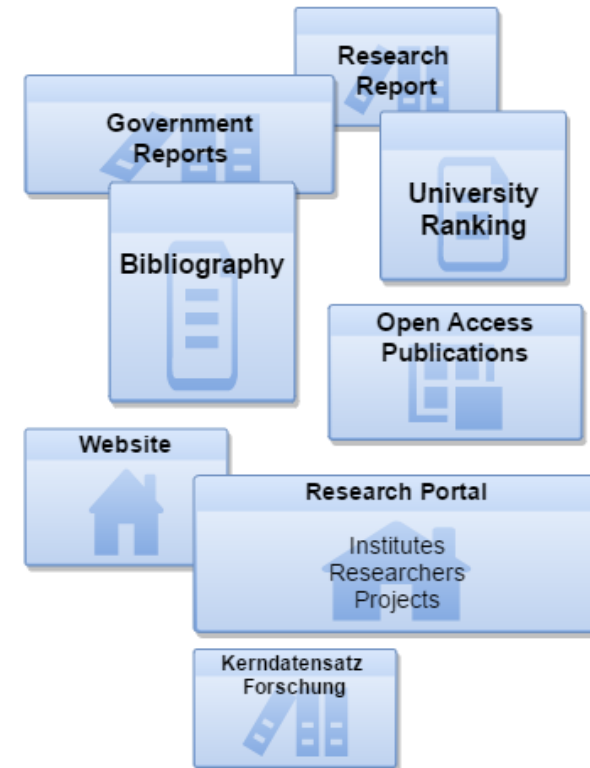 Research
Report
Government
Reports
University
Ranking
Bibliography
Open Access
Publications
Website
Research Portal
Institutes
Researchers
Projects
Kerndatensatz
Forschung